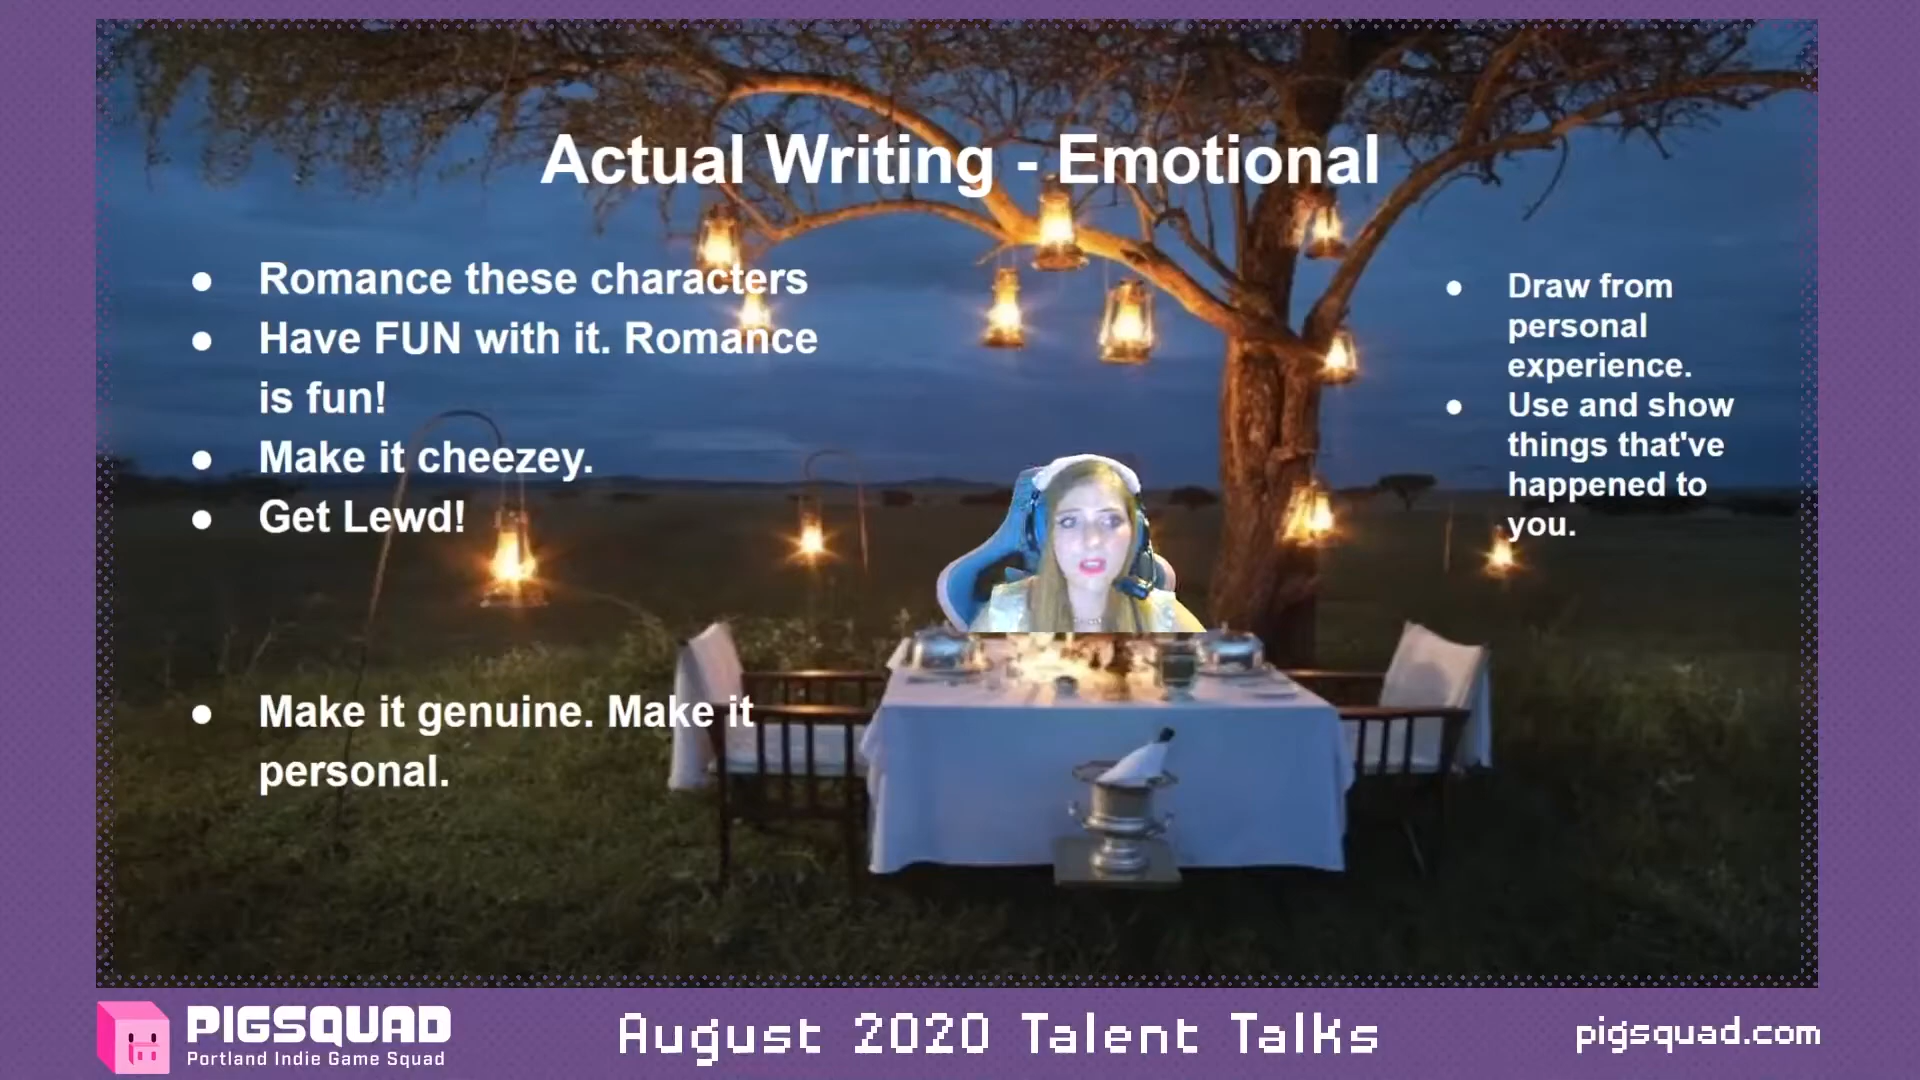 Actual Writing - Emotional
Romance these characters
Have FUN with it. Romance
is fun!
Make it cheezey.
Get Lewd!
Make it genuine. Make it
personal.
Draw from
personal
experience.
Use and show
things that've
happened to
you.
PIGSQUAD
Portland Indie Game Squad
August 2020 Talent Talks
pigsquad.com